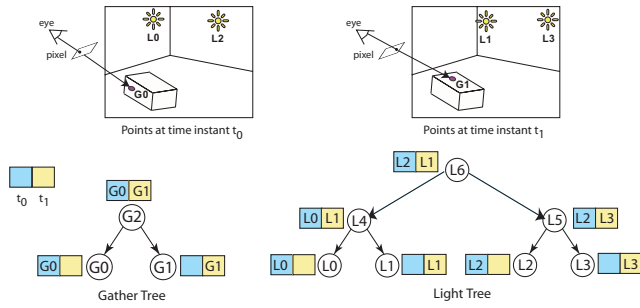 eye
pixel
L0
L2
G0
Points at time instant t0
eye
pixel
L1
L3
G1
Points at time instant t1
t0 t1
G0 G1
G2
G0
G0
G1
G1
Gather Tree
L2 L1
L6
L0 L1
L4
L5
L2 L3
L0
L0
L1
L1
L2
L2
L3
L3
Light Tree